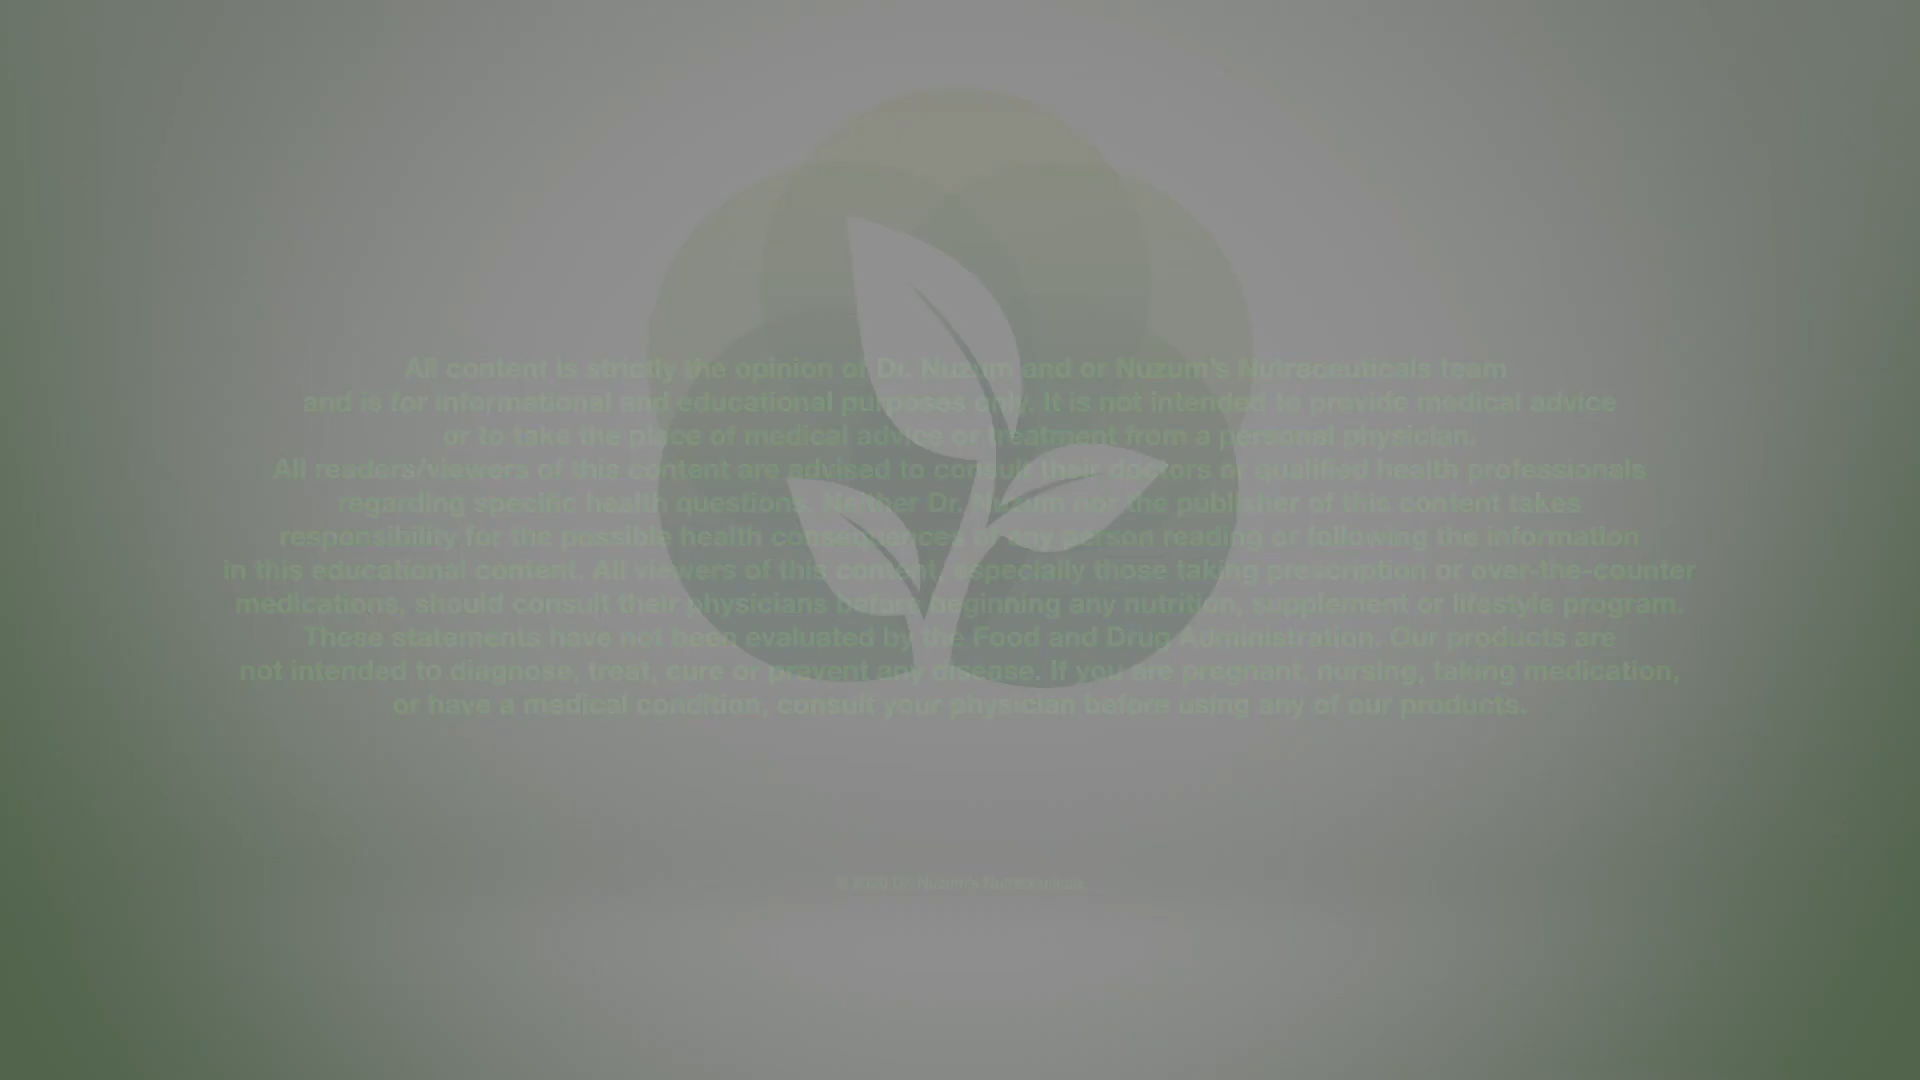 All content is strictly the opinion of Dr. Nuzum and or Nuzum's Nutraceuticals team
and is for informational and educational purposes only. It is not intended to provide medical advice
or to take the place of medical advice or treatment from a personal physician.
All readers/viewers of this content are advised to consult their doctors or qualified health professionals
regarding specific health questions. Neither Dr. Nuzum nor the publisher of this content takes
responsibility for the possible health consequences of any person reading or following the information
in this educational content. All viewers of this content, especially those taking prescription or over-the-counter
medications, should consult their physicians before beginning any nutrition, supplement or lifestyle program.
These statements have not been evaluated by the Food and Drug Administration. Our products are
not intended to diagnose, treat, cure or prevent any disease. If you are pregnant, nursing, taking medication,
or have a medical condition, consult your physician before using any of our products.
© 2020 Dr. Nuzum's Nutraceuticals